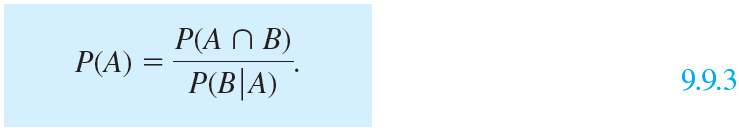 P(A) = P(A ∩ B) / P(B|A). 9.9.3